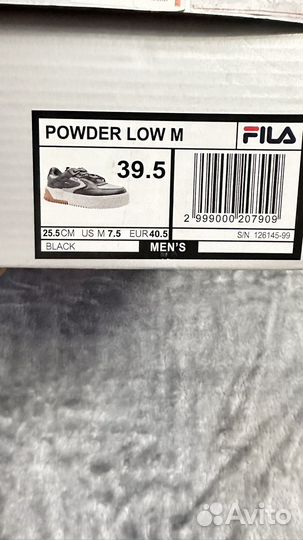 POWDER LOW M
FILA
39.5
2 999000 207909
25.5CM US M 7.5 EUR 40.5
S/N 126145-99
BLACK
MEN'S
Avito